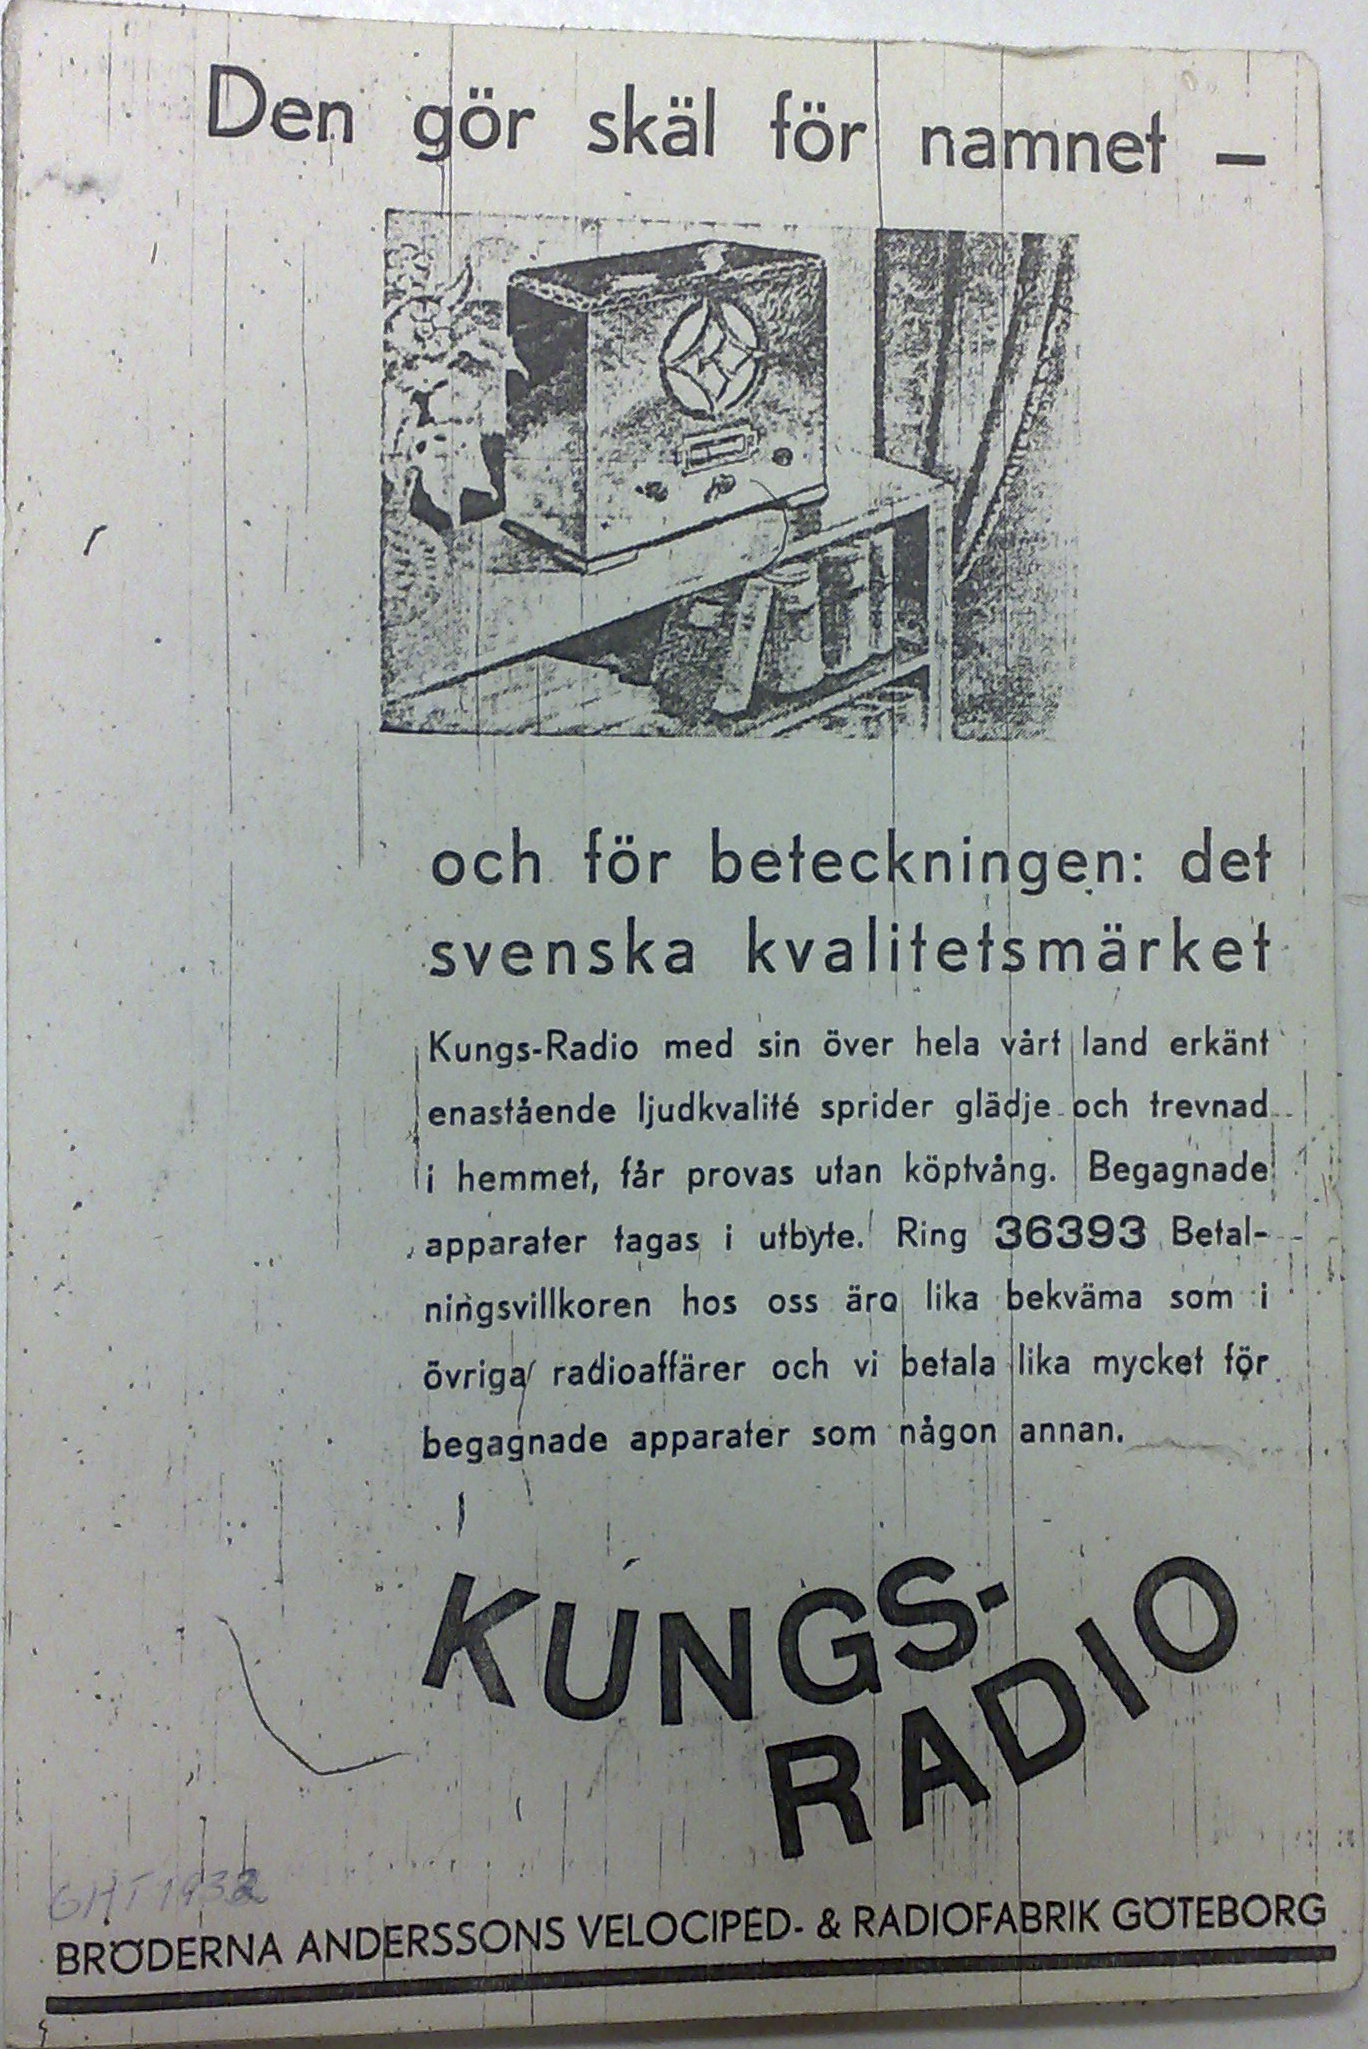 Den gör skäl för namnet –
och för beteckningen: det
svenska kvalitetsmärket
Kungs-Radio med sin över hela vårt land erkänt
enastående ljudkvalité sprider glädje och trevnad
i hemmet, får provas utan köptvång. Begagnade
apparater tagas i utbyte. Ring 36393 Betal-
ningsvillkoren hos oss äro lika bekväma som i
övriga radioaffärer och vi betala lika mycket för
begagnade apparater som någon annan.
KUNGS-
RADIO
GHT 1932
BRÖDERNA ANDERSSONS VELOCIPED- & RADIOFABRIK GÖTEBORG